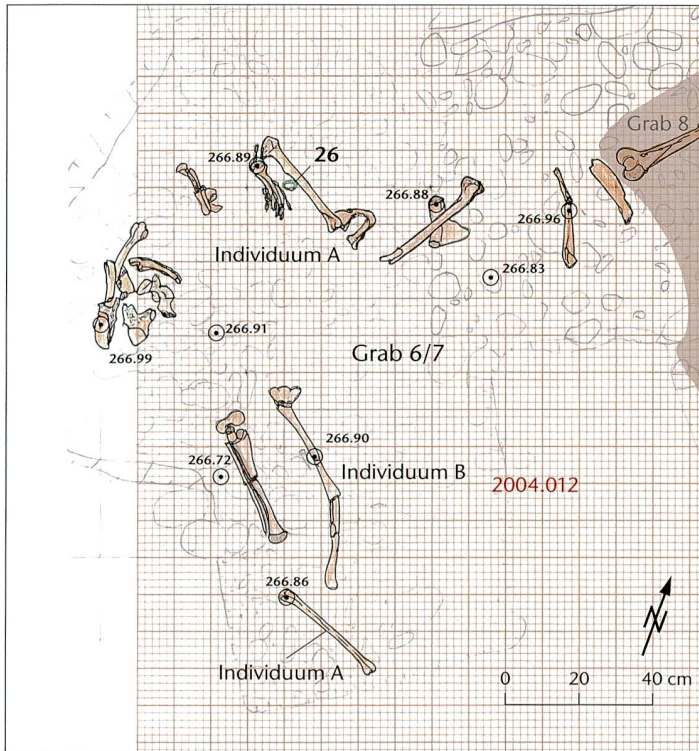 Grab 8
266.89
26
266.88
266.96
Individuum A
266.83
266.91
266.99
Grab 6/7
266.90
266.72
Individuum B
2004.012
266.86
Individuum A
N
0 20 40 cm